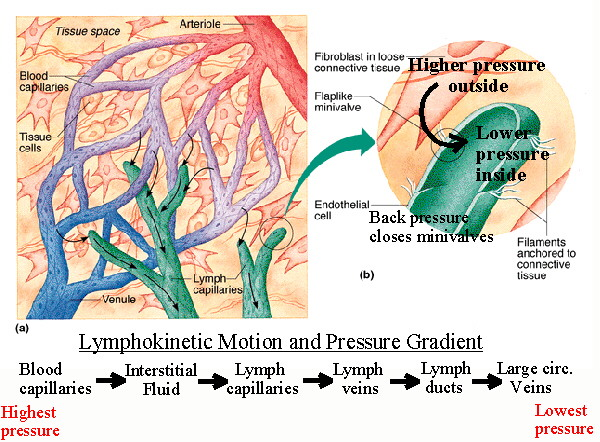 Tissue space
Arteriole
Blood
capillaries
Tissue
cells
Lymph
capillaries
Venule
(a)
Fibroblast in loose
connective tissue
Higher pressure
outside
Flaplike
minivalve
Lower
pressure
inside
Endothelial
cell
Back pressure
closes minivalves
Filaments
anchored to
connective
tissue
(b)
Lymphokinetic Motion and Pressure Gradient
Blood
capillaries
Interstitial
Fluid
Lymph
capillaries
Lymph
veins
Lymph
ducts
Large circ.
Veins
Highest
pressure
Lowest
pressure